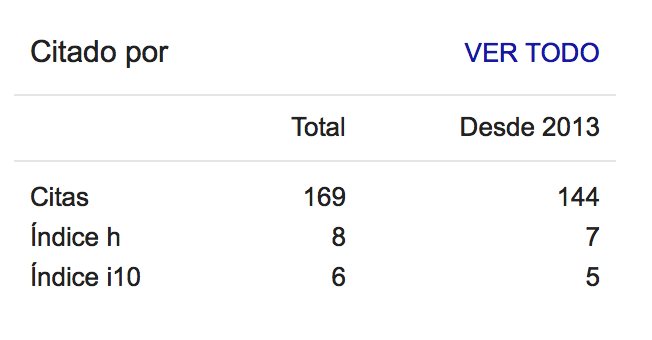 Citado por VER TODO
Total Desde 2013
Citas 169 144
Índice h 8 7
Índice i10 6 5